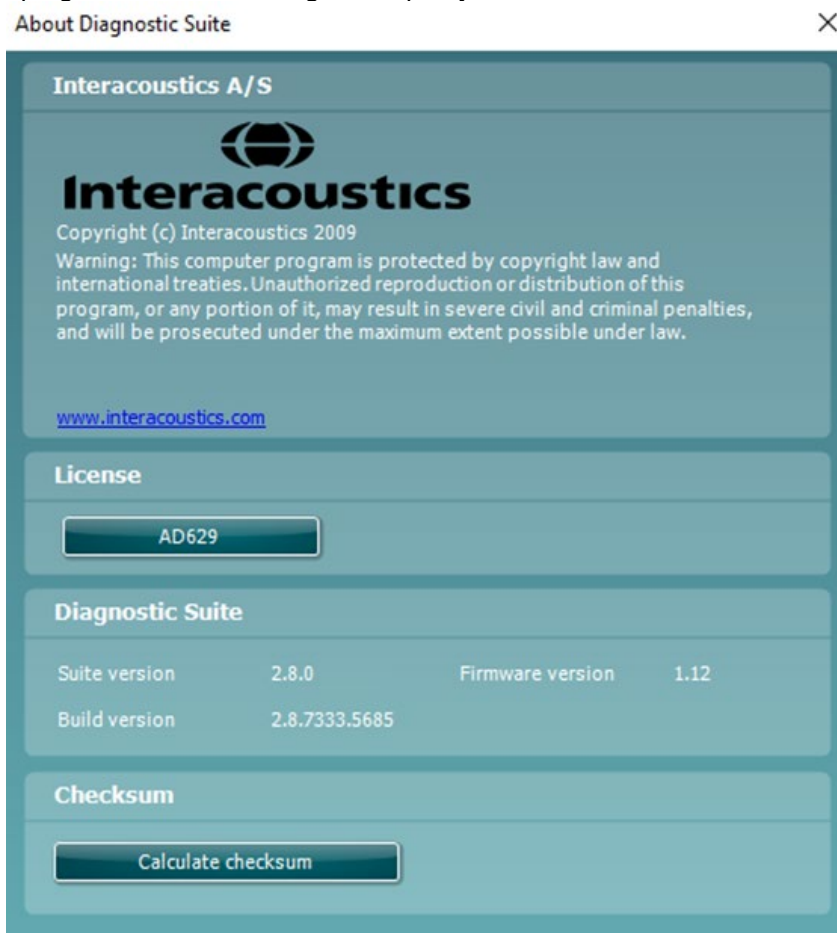 About Diagnostic Suite
Interacoustics A/S
Interacoustics
Copyright (c) Interacoustics 2009
Warning: This computer program is protected by copyright law and
international treaties. Unauthorized reproduction or distribution of this
program, or any portion of it, may result in severe civil and criminal penalties,
and will be prosecuted under the maximum extent possible under law.
www.interacoustics.com
License
AD629
Diagnostic Suite
Suite version 2.8.0 Firmware version 1.12
Build version 2.8.7333.5685
Checksum
Calculate checksum